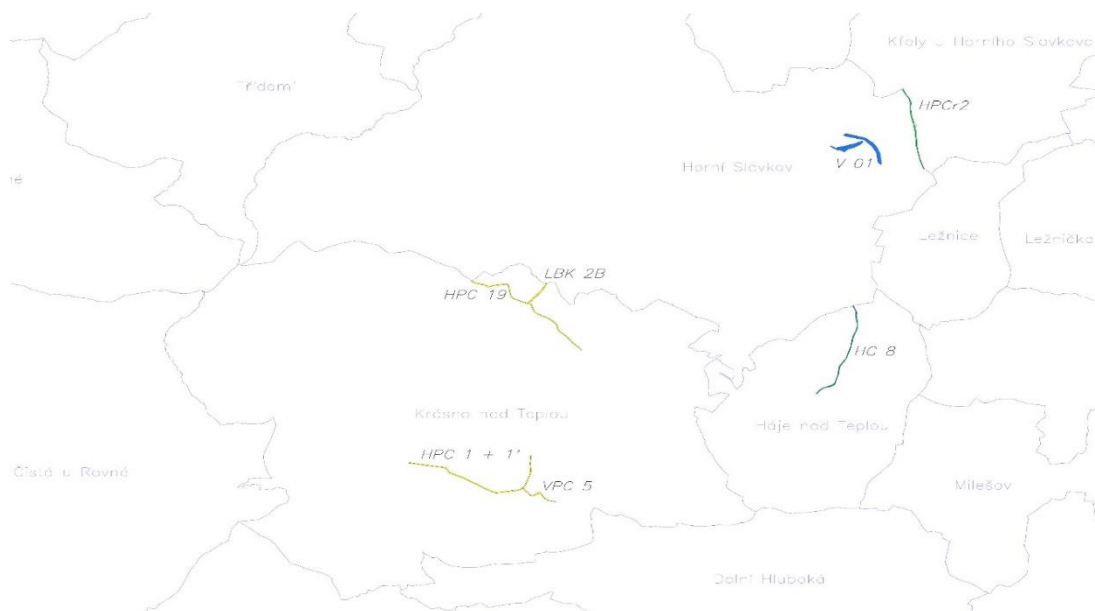 Kfely u Horního Slavkova
Třídomí
HPCr2
Horní Slavkov
V 01
né
Ležnice
Ležnička
LBK 2B
HPC 19
HC 8
Krásno nad Teplou
Háje nad Teplou
HPC 1 + 1'
Čistá u Rovné
VPC 5
Milešov
Dolní Hluboká